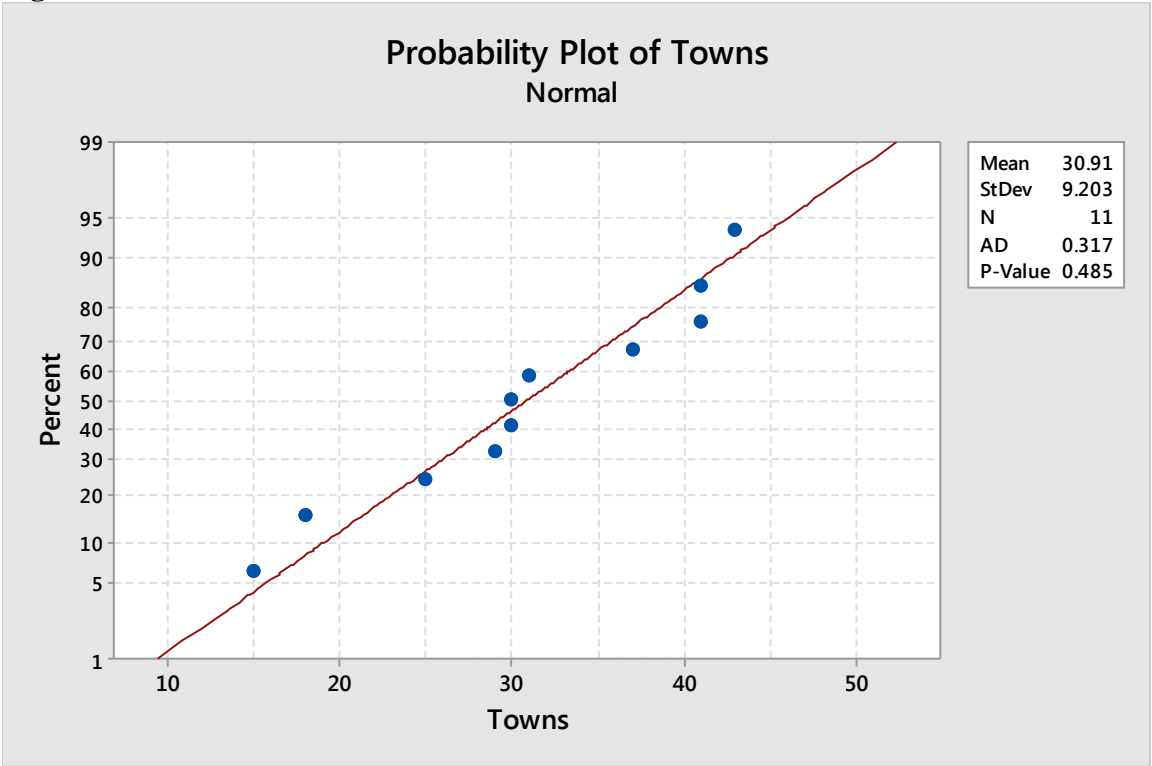 Probability Plot of Towns
Normal
99
95
90
80
70
60
50
40
30
20
10
5
1
Percent
10 20 30 40 50
Towns
Mean 30.91
StDev 9.203
N 11
AD 0.317
P-Value 0.485